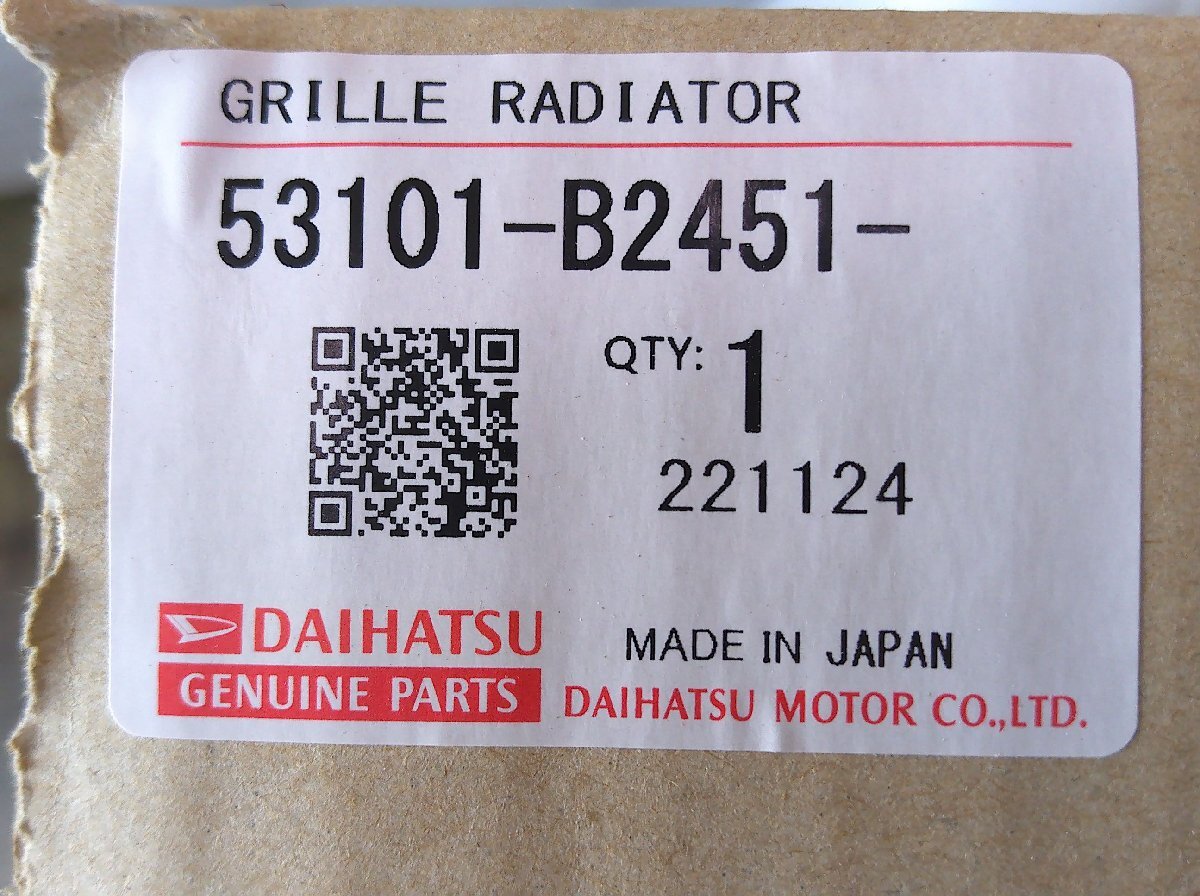 GRILLE RADIATOR
53101-B2451-
QTY: 1
221124
DAIHATSU
GENUINE PARTS
MADE IN JAPAN
DAIHATSU MOTOR CO.,LTD.